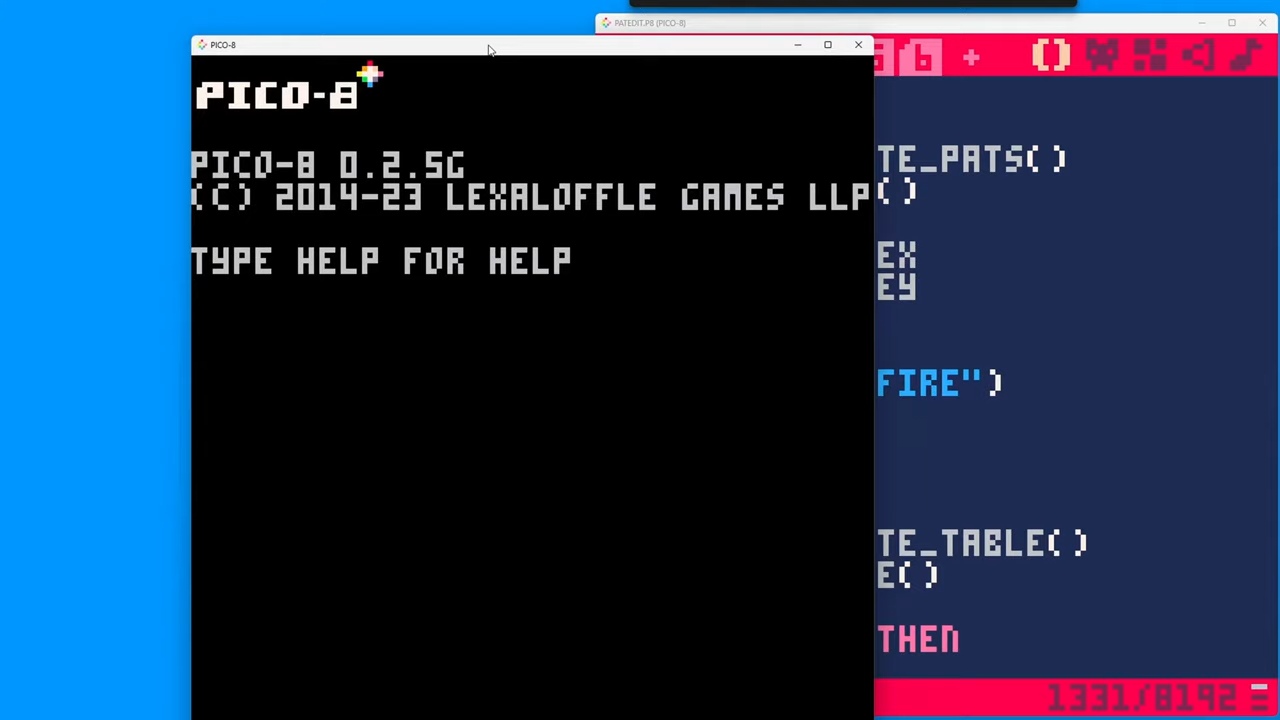 PATEDIT.P8 (PICO-8)
PICO-8
PICO-8
PICO-8 0.2.5G
(C) 2014-23 LEXALOFFLE GAMES LLP
TYPE HELP FOR HELP
TE_PATS()
()
EX
EY
FIRE")
TE_TABLE()
E()
THEN
1331/8192